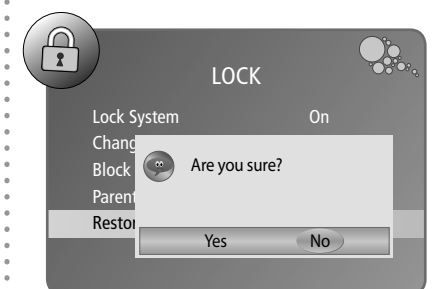 LOCK
Lock System On
Chang
Block
Parent
Restor
Are you sure?
Yes No